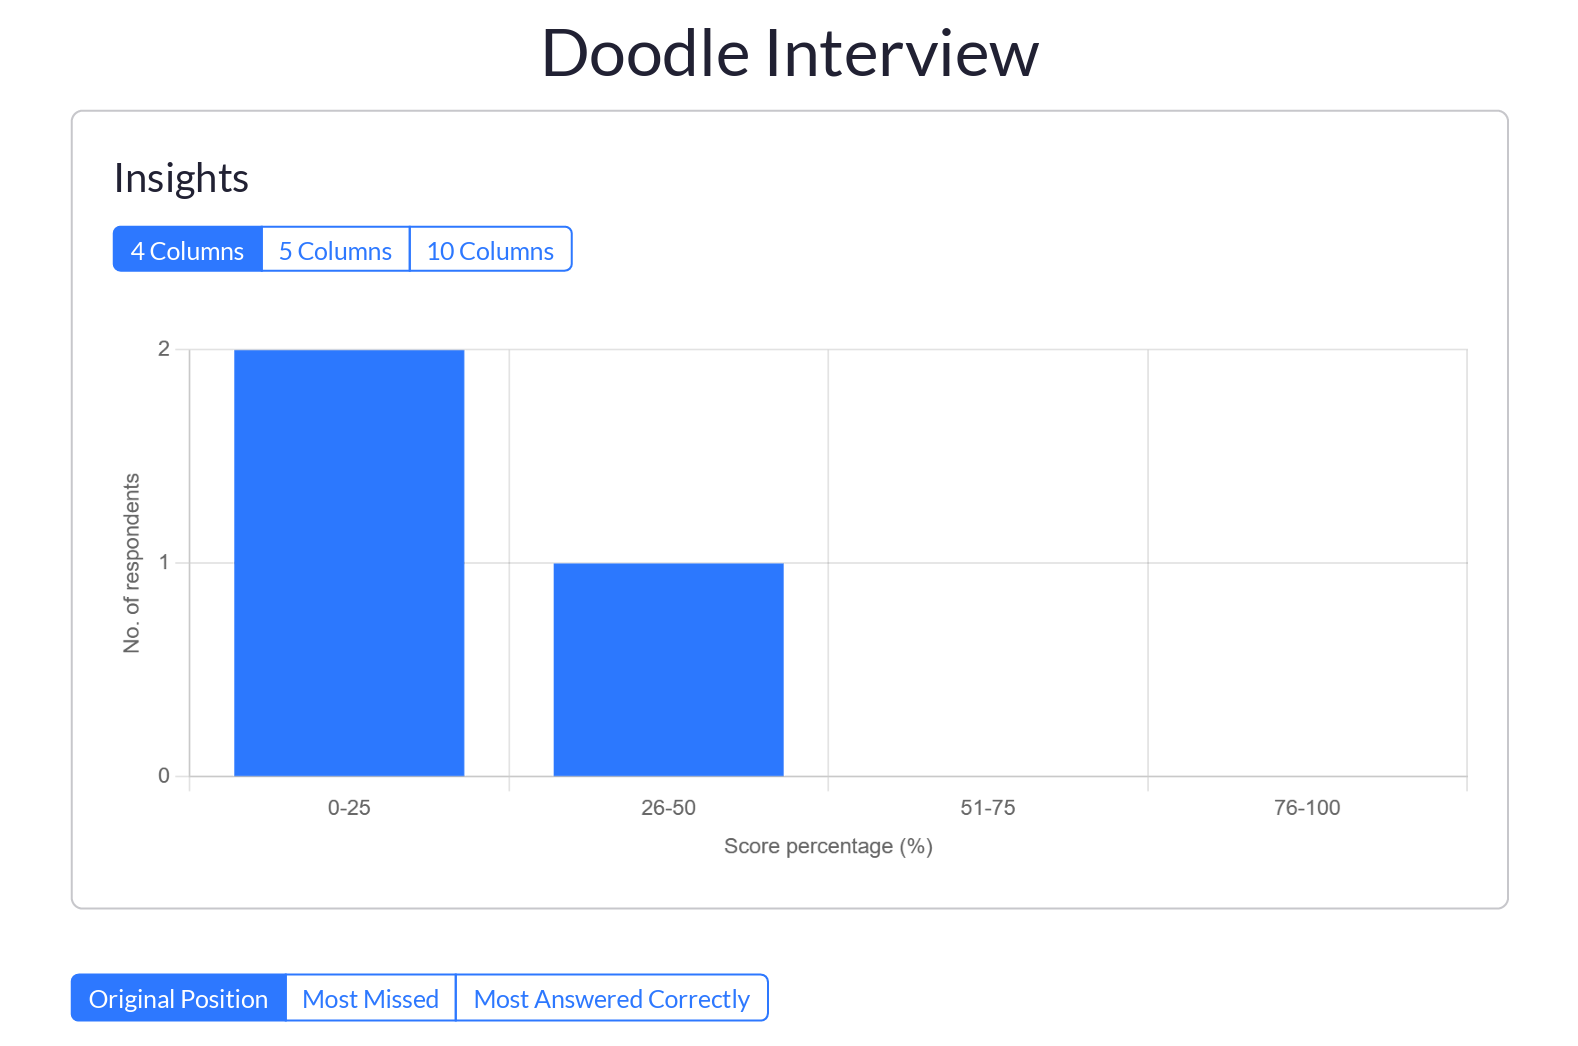 Doodle Interview
Insights
4 Columns 5 Columns 10 Columns
2
1
0
No. of respondents
0-25 26-50 51-75 76-100
Score percentage (%)
Original Position Most Missed Most Answered Correctly